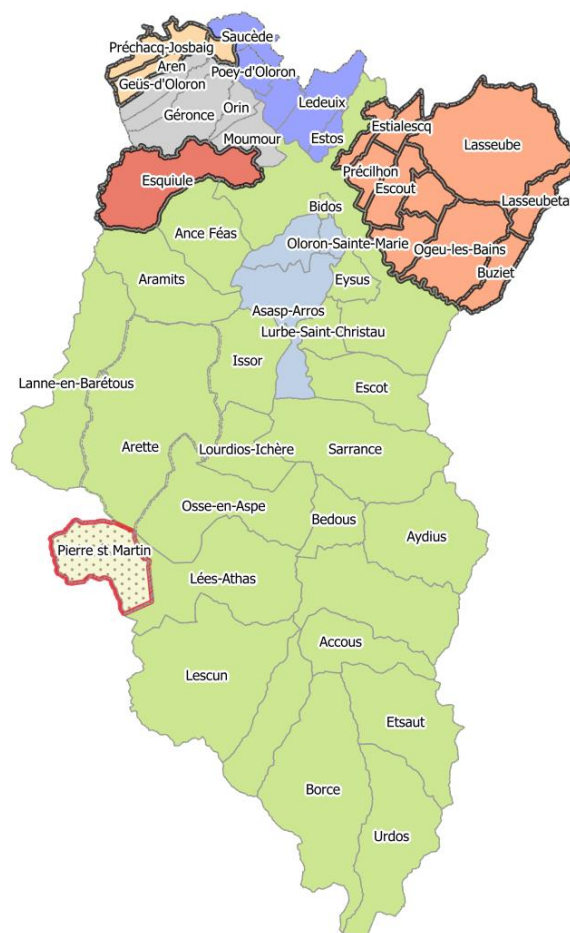 Saucède
Préchacq-Josbaig
Aren
Poey-d'Oloron
Geüs-d'Oloron
Ledeuix
Orin
Géronce
Estialescq
Lasseube
Moumour
Estos
Précilhon
Esquiule
Escout
Lasseubetat
Bidos
Ance Féas
Oloron-Sainte-Marie
Ogeu-les-Bains
Aramits
Eysus
Buziet
Asasp-Arros
Lurbe-Saint-Christau
Issor
Lanne-en-Barétous
Escot
Arette
Lourdios-Ichère
Sarrance
Osse-en-Aspe
Bedous
Aydius
Pierre st Martin
Lées-Athas
Accous
Lescun
Etsaut
Borce
Urdos